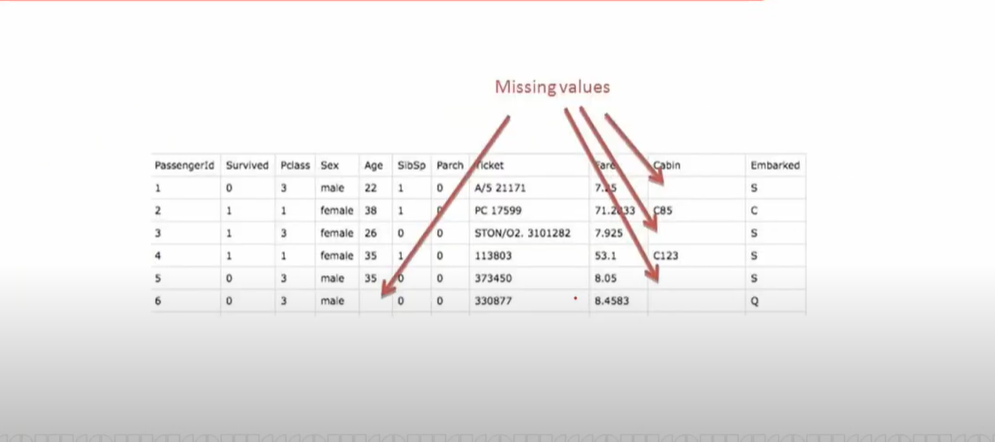 Missing values
PassengerId Survived Pclass Sex Age SibSp Parch Ticket Fare Cabin Embarked
1 0 3 male 22 1 0 A/5 21171 7.25 S
2 1 1 female 38 1 0 PC 17599 71.2833 C85 C
3 1 3 female 26 0 0 STON/O2. 3101282 7.925 S
4 1 1 female 35 1 0 113803 53.1 C123 S
5 0 3 male 35 0 0 373450 8.05 S
6 0 3 male 0 0 330877 8.4583 Q